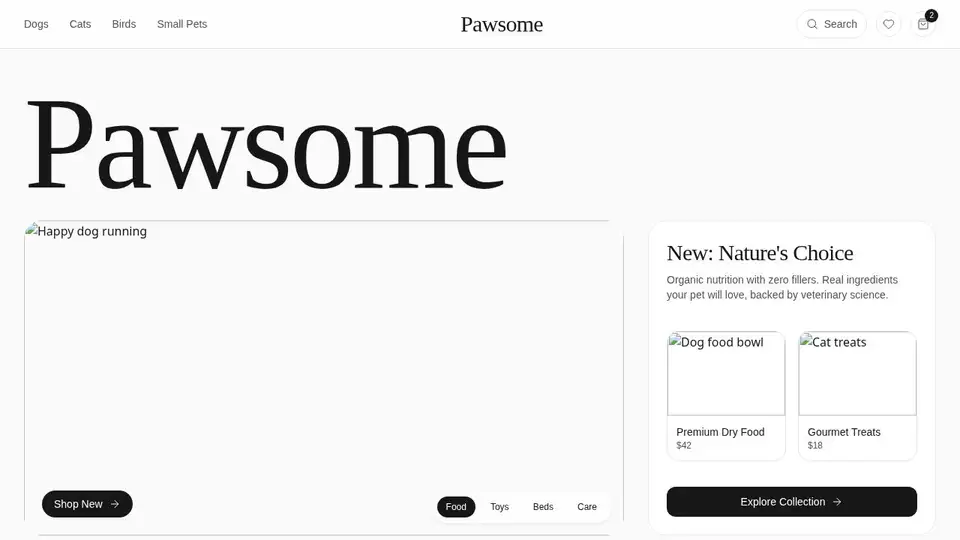 Dogs Cats Birds Small Pets
Pawsome
Search
2
Pawsome
Happy dog running
Shop New
Food Toys Beds Care
New: Nature's Choice
Organic nutrition with zero fillers. Real ingredients
your pet will love, backed by veterinary science.
Dog food bowl
Premium Dry Food
$42
Cat treats
Gourmet Treats
$18
Explore Collection